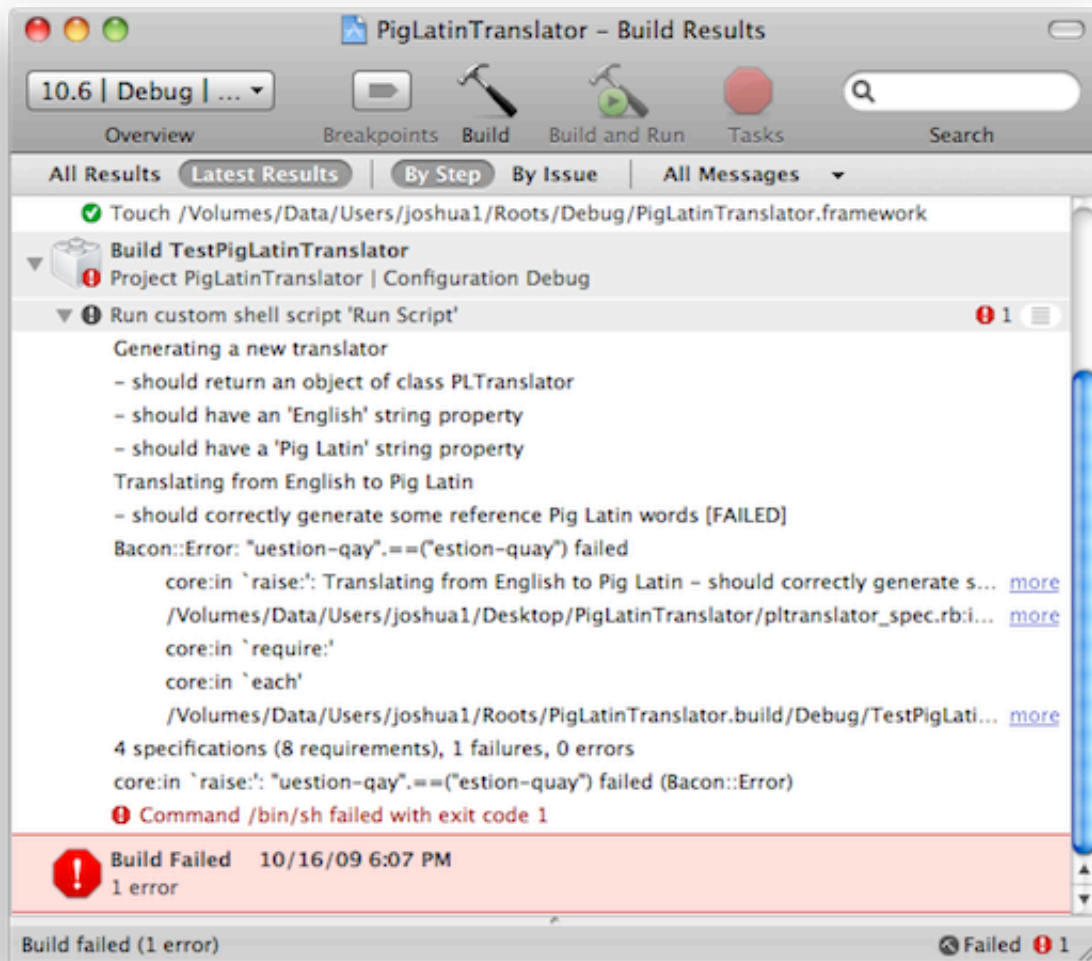 PigLatinTranslator – Build Results
10.6 | Debug | ...
Overview Breakpoints Build Build and Run Tasks Search
All Results Latest Results By Step By Issue All Messages
Touch /Volumes/Data/Users/joshua1/Roots/Debug/PigLatinTranslator.framework
Build TestPigLatinTranslator
Project PigLatinTranslator | Configuration Debug
Run custom shell script 'Run Script' 1
Generating a new translator
– should return an object of class PLTranslator
– should have an 'English' string property
– should have a 'Pig Latin' string property
Translating from English to Pig Latin
– should correctly generate some reference Pig Latin words [FAILED]
Bacon::Error: "uestion-qay".==("estion-quay") failed
core:in `raise:': Translating from English to Pig Latin – should correctly generate s... more
/Volumes/Data/Users/joshua1/Desktop/PigLatinTranslator/pltranslator_spec.rb:i... more
core:in `require:'
core:in `each'
/Volumes/Data/Users/joshua1/Roots/PigLatinTranslator.build/Debug/TestPigLati... more
4 specifications (8 requirements), 1 failures, 0 errors
core:in `raise:': "uestion-qay".==("estion-quay") failed (Bacon::Error)
Command /bin/sh failed with exit code 1
Build Failed 10/16/09 6:07 PM
1 error
Build failed (1 error) Failed 1